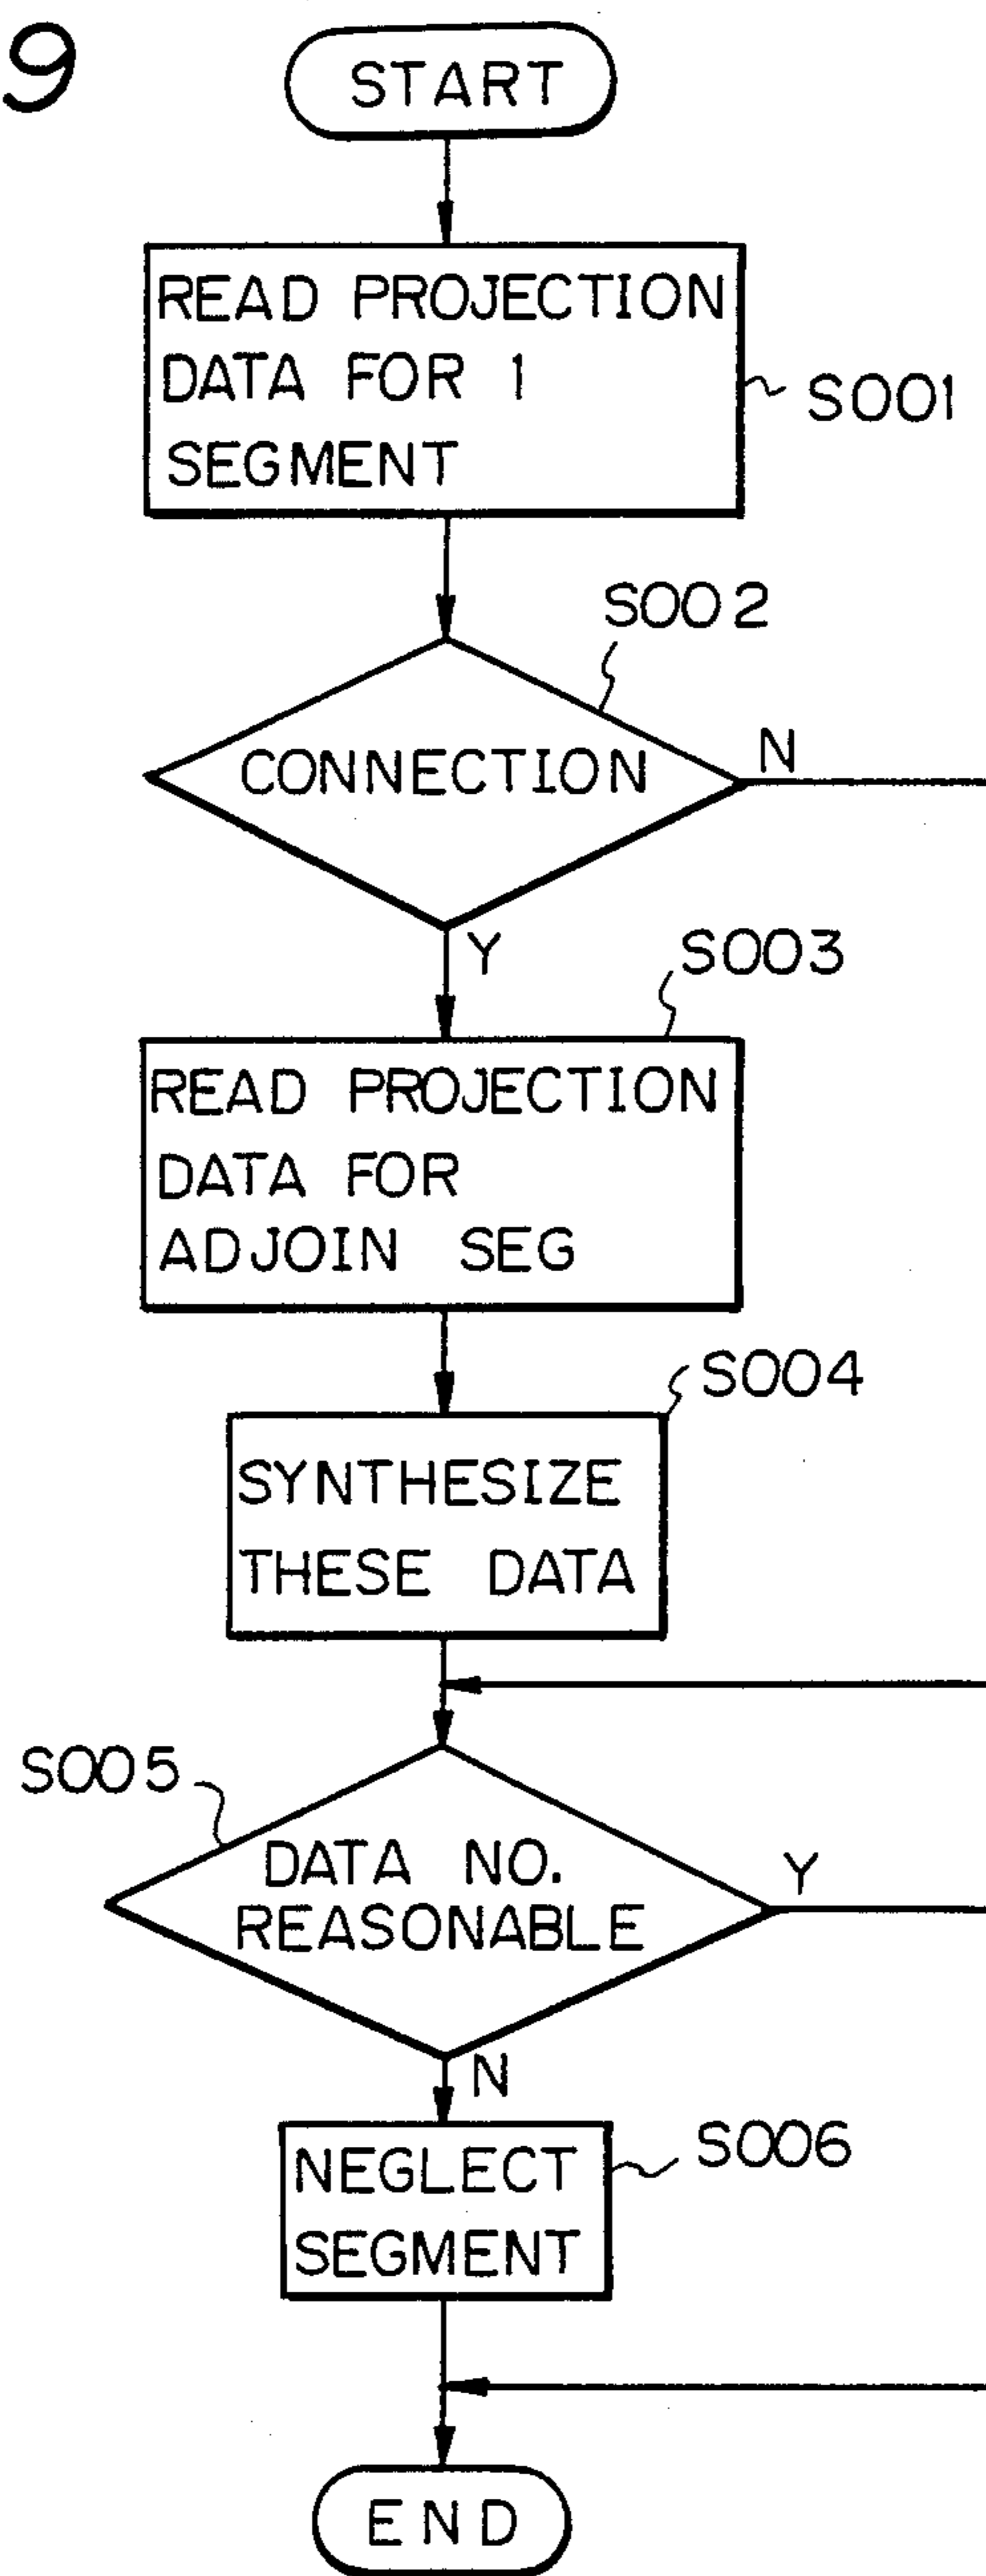 9
START
READ PROJECTION
DATA FOR 1
SEGMENT
S001
S002
CONNECTION
N
Y
S003
READ PROJECTION
DATA FOR
ADJOIN SEG
S004
SYNTHESIZE
THESE DATA
S005
DATA NO.
REASONABLE
Y
N
S006
NEGLECT
SEGMENT
END